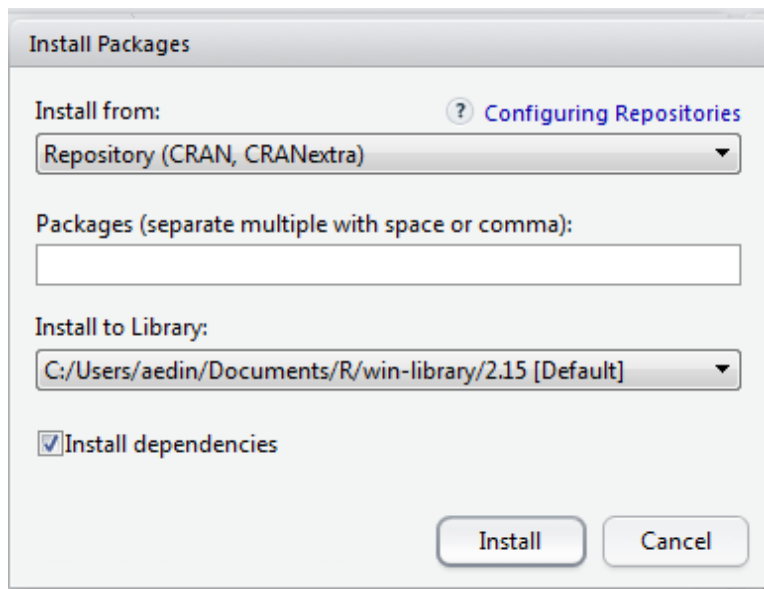 Install Packages
Install from:
? Configuring Repositories
Repository (CRAN, CRANextra)
Packages (separate multiple with space or comma):
Install to Library:
C:/Users/aedin/Documents/R/win-library/2.15 [Default]
Install dependencies
Install
Cancel